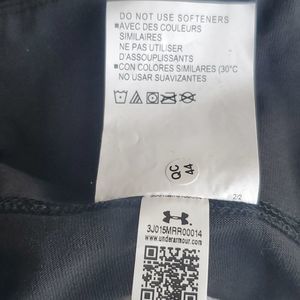 DO NOT USE SOFTENERS
*AVEC DES COULEURS
SIMILAIRES
NE PAS UTILISER
D'ASSOUPLISSANTS
*CON COLORES SIMILARES (30°C
NO USAR SUAVIZANTES
QC
44
2/2
3J015MRR00014
www.underarmour.com